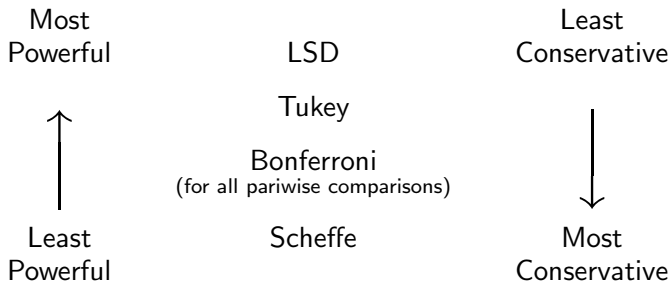 Most
Powerful
LSD
Least
Conservative
Tukey
Bonferroni
(for all pariwise comparisons)
Least
Powerful
Scheffe
Most
Conservative